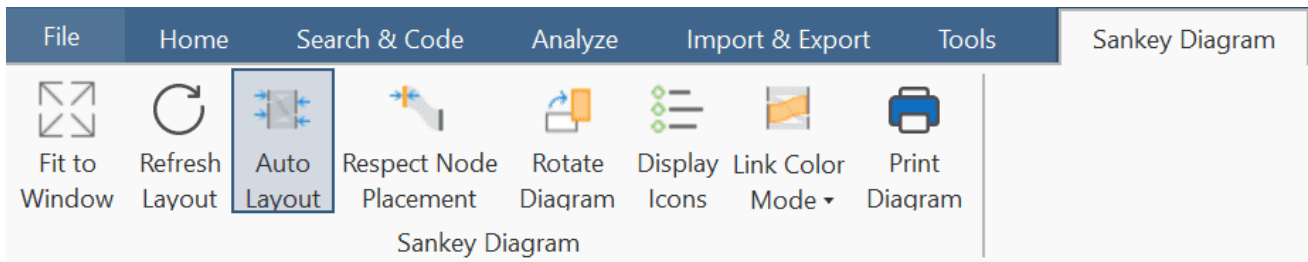 File Home Search & Code Analyze Import & Export Tools Sankey Diagram
Fit to Refresh Auto Respect Node Rotate Display Link Color Print
Window Layout Layout Placement Diagram Icons Mode Diagram
Sankey Diagram